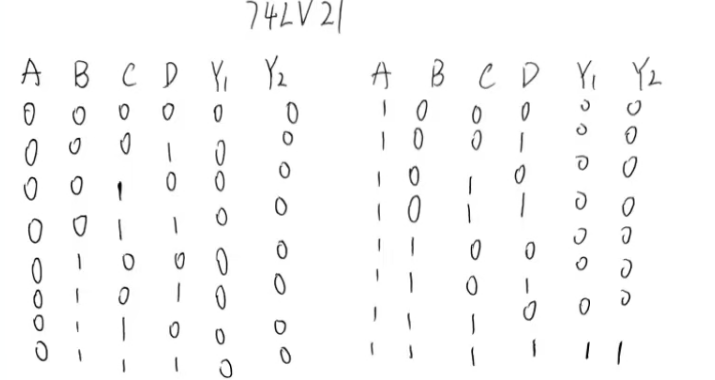 74LV21
A B C D Y₁ Y₂ A B C D Y₁ Y₂
0 0 0 0 0 0 1 0 0 0 0 0
0 0 0 1 0 0 1 0 0 1 0 0
0 0 1 0 0 0 1 0 1 0 0 0
0 0 1 1 0 0 1 0 1 1 0 0
0 1 0 0 0 0 1 1 0 0 0 0
0 1 0 1 0 0 1 1 0 1 0 0
0 1 1 0 0 0 1 1 1 0 0 0
0 1 1 1 0 0 1 1 1 1 1 1